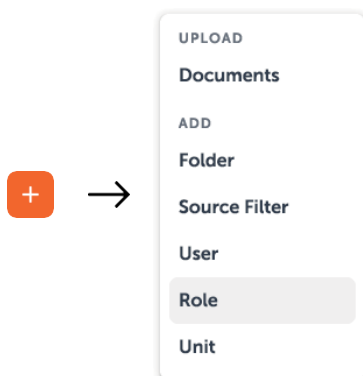 UPLOAD
Documents
ADD
Folder
Source Filter
User
Role
Unit